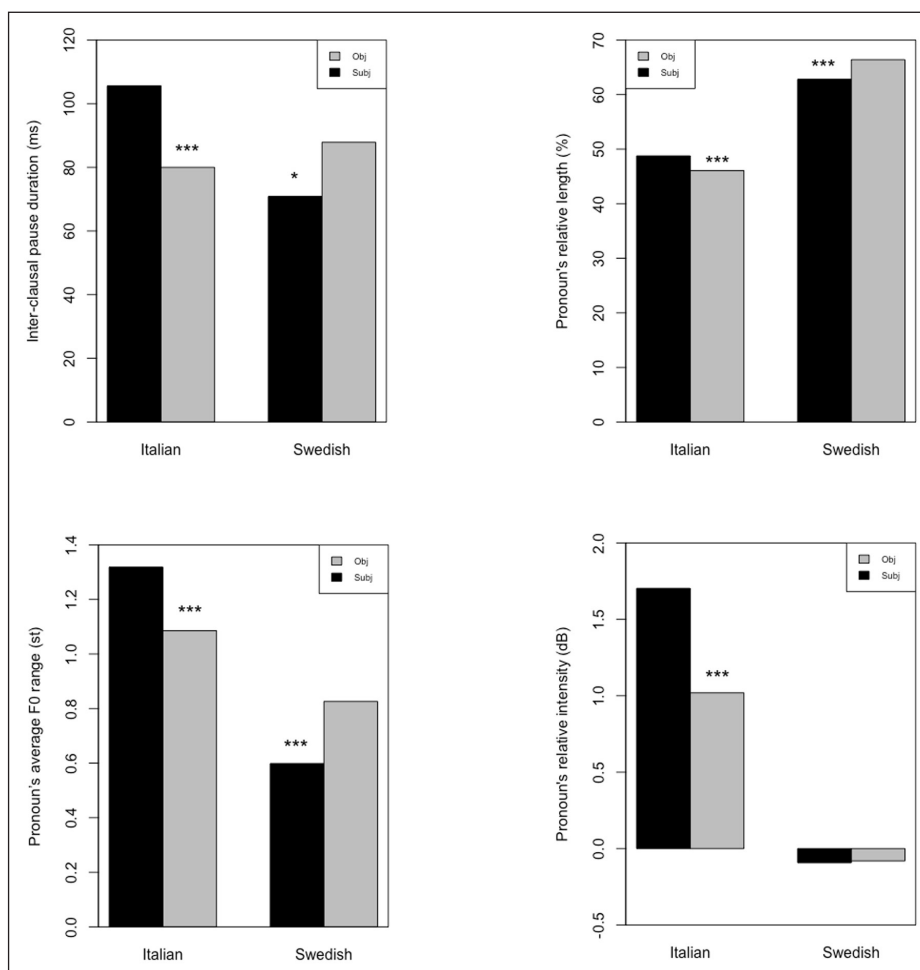 Inter-clausal pause duration (ms)
120
100
80
60
40
20
0
Obj
Subj
***
*
Italian Swedish
Pronoun's relative length (%)
70
60
50
40
30
20
10
0
Obj
Subj
***
***
Italian Swedish
Pronoun's average F0 range (st)
1.4
1.2
1.0
0.8
0.6
0.4
0.2
0.0
Obj
Subj
***
***
Italian Swedish
Pronoun's relative intensity (dB)
2.0
1.5
1.0
0.5
0.0
-0.5
Obj
Subj
***
Italian Swedish